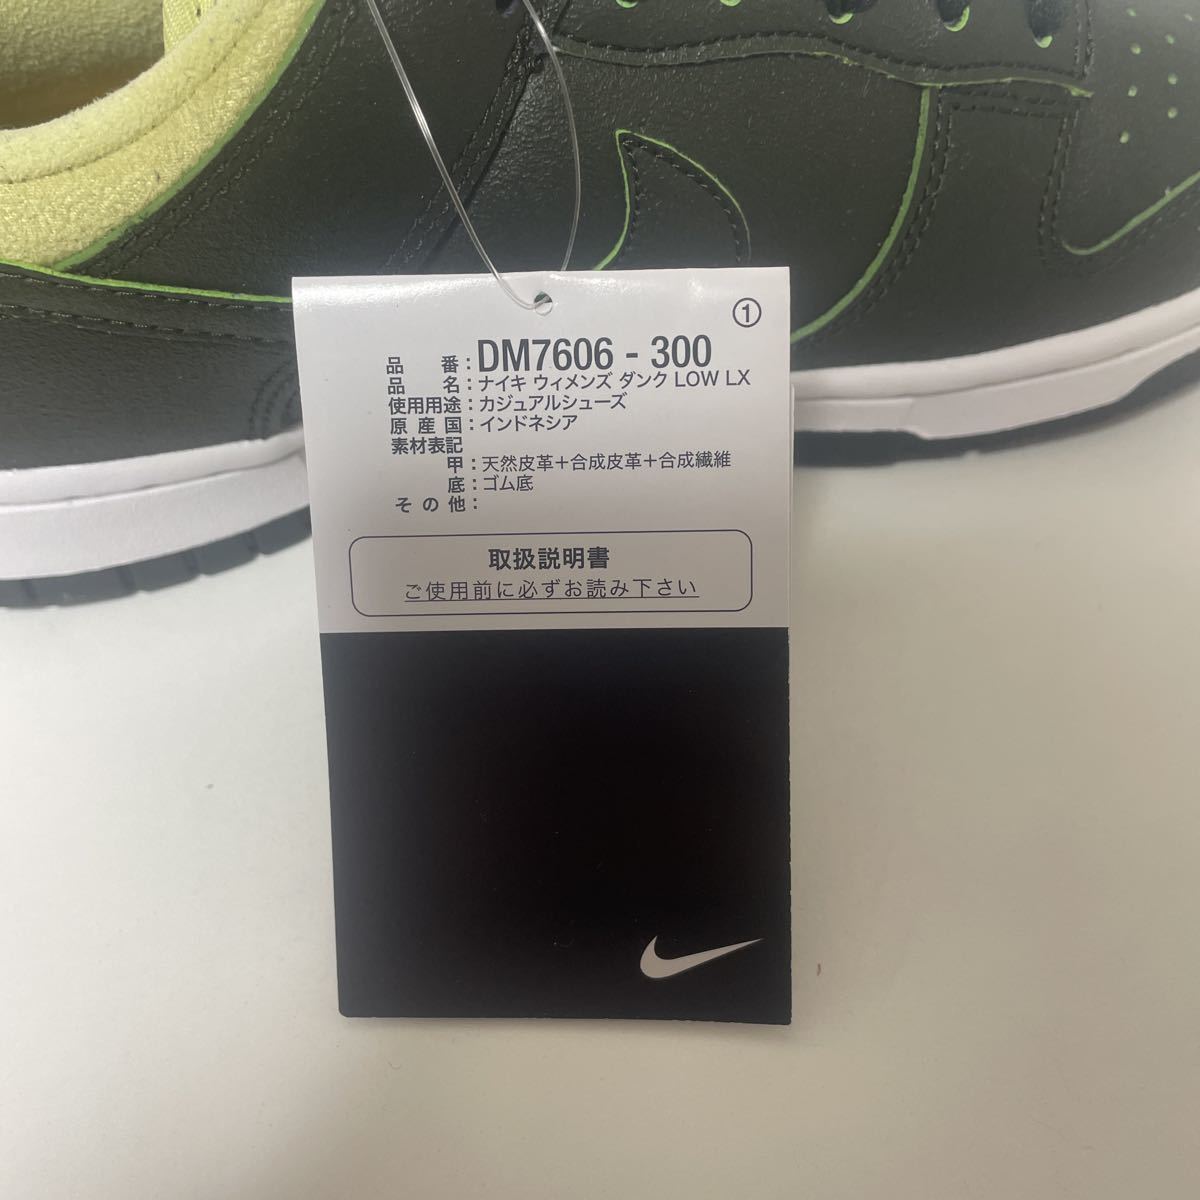 ①
品番：DM7606 - 300
品名：ナイキ ウィメンズ ダンク LOW LX
使用用途：カジュアルシューズ
原産国：インドネシア
素材表記
甲：天然皮革＋合成皮革＋合成繊維
底：ゴム底
その他：
取扱説明書
ご使用前に必ずお読み下さい